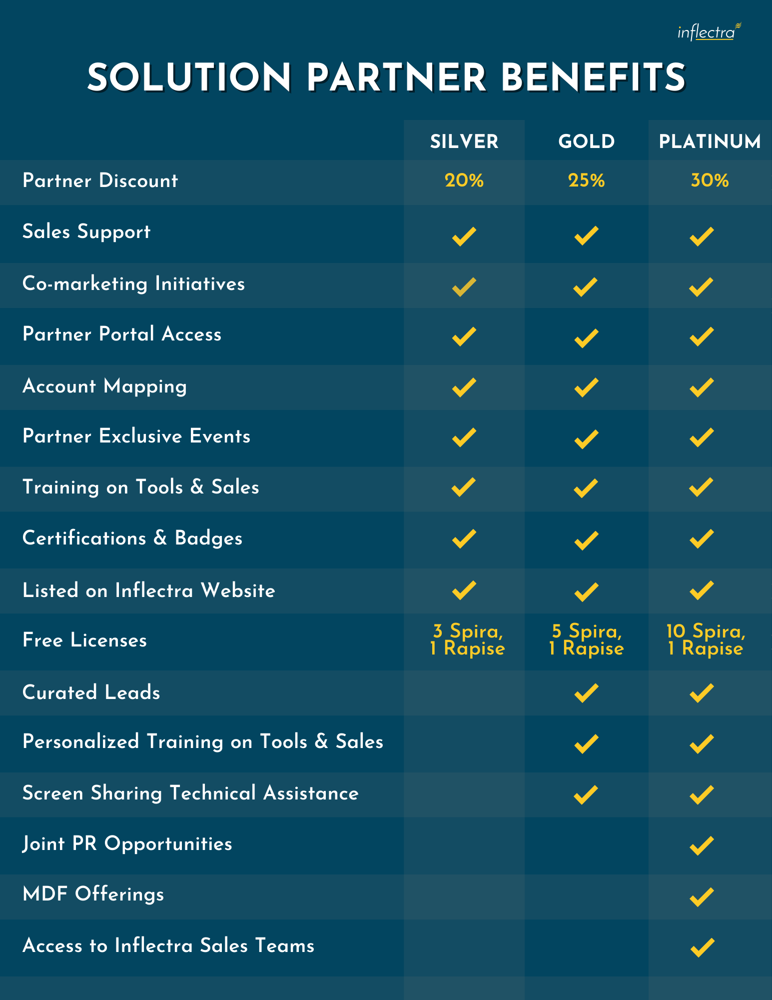 inflectra
SOLUTION PARTNER BENEFITS
SILVER GOLD PLATINUM
Partner Discount 20% 25% 30%
Sales Support
Co-marketing Initiatives
Partner Portal Access
Account Mapping
Partner Exclusive Events
Training on Tools & Sales
Certifications & Badges
Listed on Inflectra Website
Free Licenses 3 Spira, 5 Spira, 10 Spira,
1 Rapise 1 Rapise 1 Rapise
Curated Leads
Personalized Training on Tools & Sales
Screen Sharing Technical Assistance
Joint PR Opportunities
MDF Offerings
Access to Inflectra Sales Teams